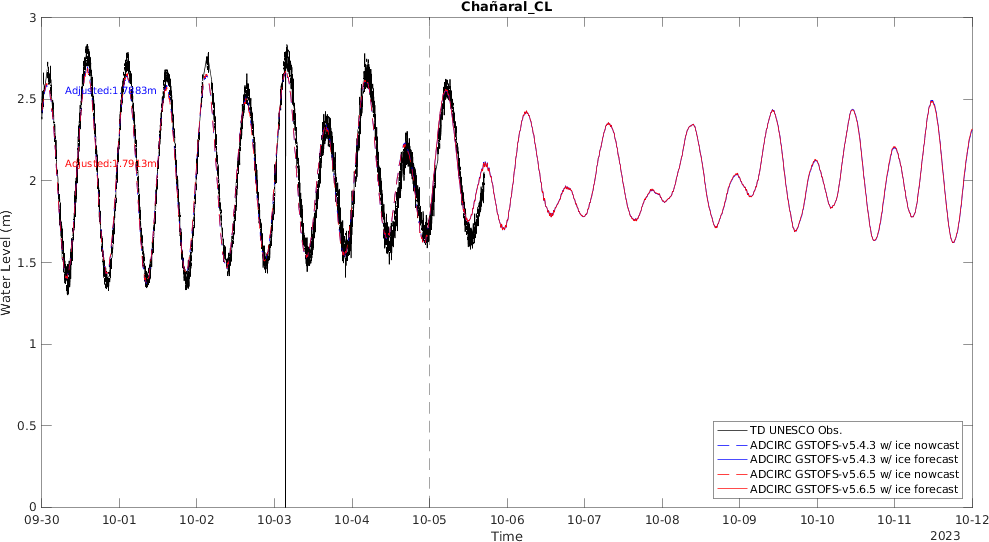 Chañaral_CL
3
2.5
2
1.5
1
0.5
0
Water Level (m)
Adjusted:1.7883m
Adjusted:1.7913m
TD UNESCO Obs.
ADCIRC GSTOFS-v5.4.3 w/ ice nowcast
ADCIRC GSTOFS-v5.4.3 w/ ice forecast
ADCIRC GSTOFS-v5.6.5 w/ ice nowcast
ADCIRC GSTOFS-v5.6.5 w/ ice forecast
09-30 10-01 10-02 10-03 10-04 10-05 10-06 10-07 10-08 10-09 10-10 10-11 10-12
Time
2023